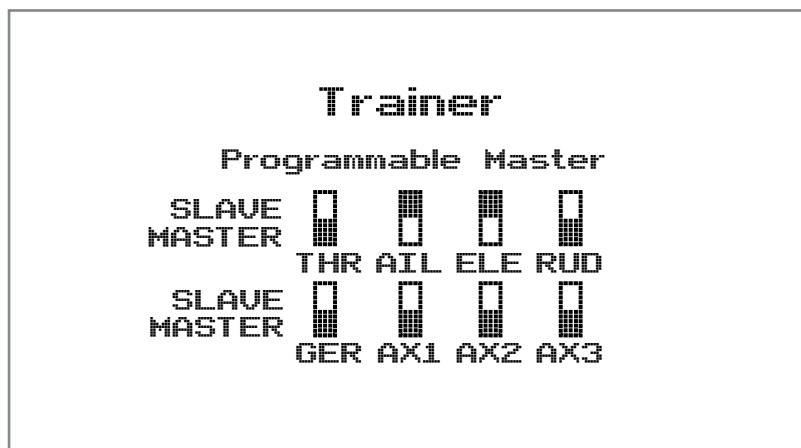 Trainer
Programmable Master
SLAVE
MASTER
THR AIL ELE RUD
SLAVE
MASTER
GER AX1 AX2 AX3